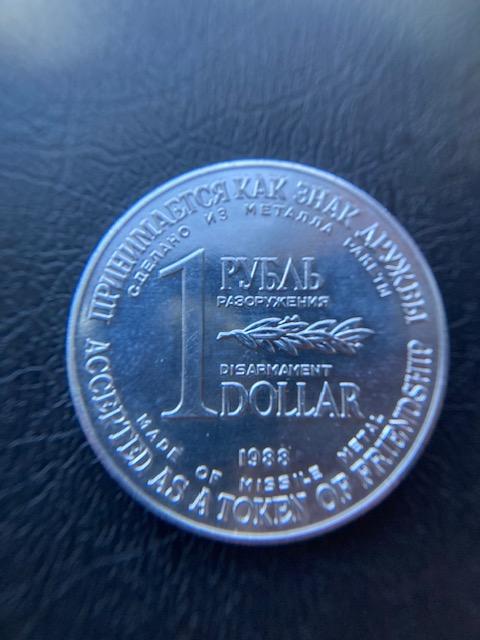 ПРИНИМАЕТСЯ КАК ЗНАК ДРУЖБЫ
СДЕЛАНО ИЗ МЕТАЛЛА РАКЕТЫ
1
РУБЛЬ
РАЗОРУЖЕНИЯ
DISARMAMENT
DOLLAR
1988
MADE OF MISSILE METAL
ACCEPTED AS A TOKEN OF FRIENDSHIP